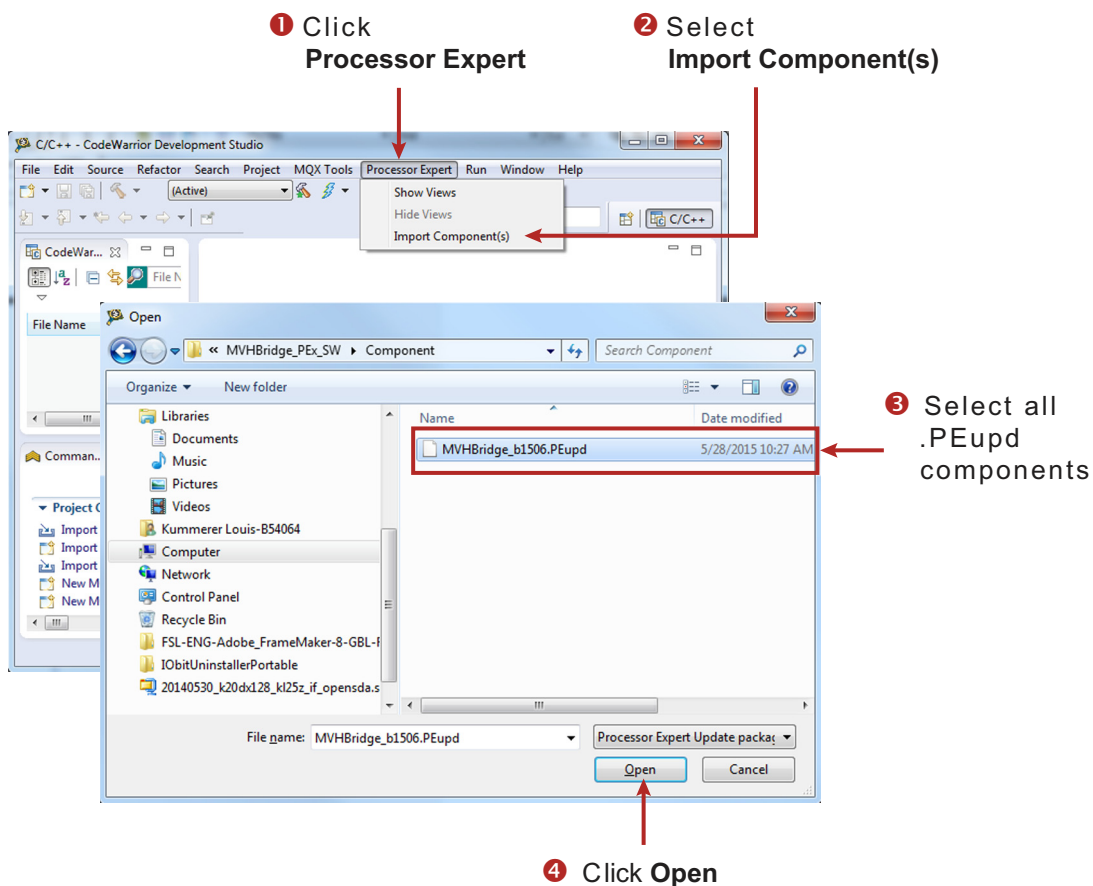 ❶ Click
Processor Expert
❷ Select
Import Component(s)
C/C++ - CodeWarrior Development Studio
File Edit Source Refactor Search Project MQX Tools Processor Expert Run Window Help
(Active)
Show Views
Hide Views
Import Component(s)
C/C++
CodeWar...
File N
File Name
Open
« MVHBridge_PEx_SW ▸ Component
Search Component
Organize
New folder
Libraries
Documents
Music
Pictures
Videos
Kummerer Louis-B54064
Computer
Network
Control Panel
Recycle Bin
FSL-ENG-Adobe_FrameMaker-8-GBL-F
IObitUninstallerPortable
20140530_k20dx128_kl25z_if_opensda.s
Name
Date modified
MVHBridge_b1506.PEupd
5/28/2015 10:27 AM
❸ Select all
.PEupd
components
Comman...
Project C
Import
Import
Import
New M
New M
File name:
MVHBridge_b1506.PEupd
Processor Expert Update packag
Open
Cancel
❹ Click Open